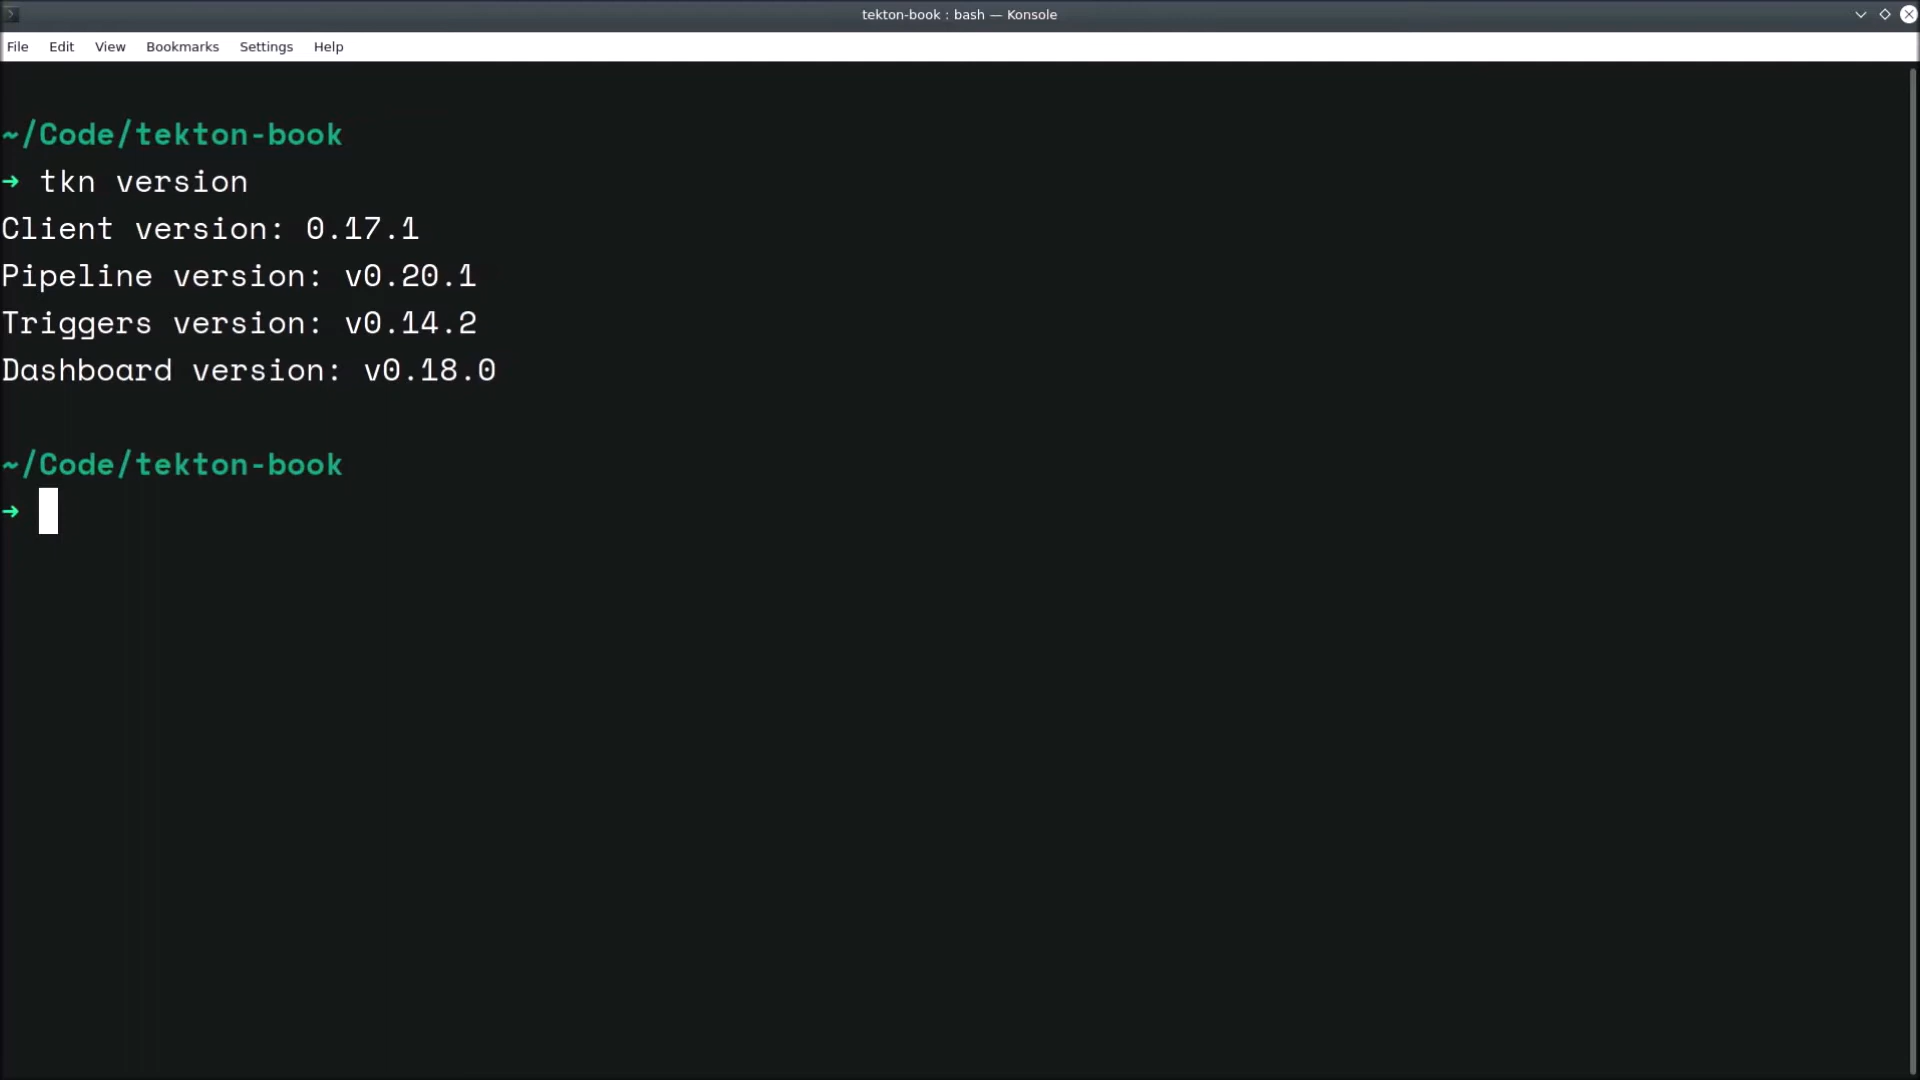 tekton-book : bash — Konsole
File Edit View Bookmarks Settings Help
~/Code/tekton-book
➜ tkn version
Client version: 0.17.1
Pipeline version: v0.20.1
Triggers version: v0.14.2
Dashboard version: v0.18.0
~/Code/tekton-book
➜